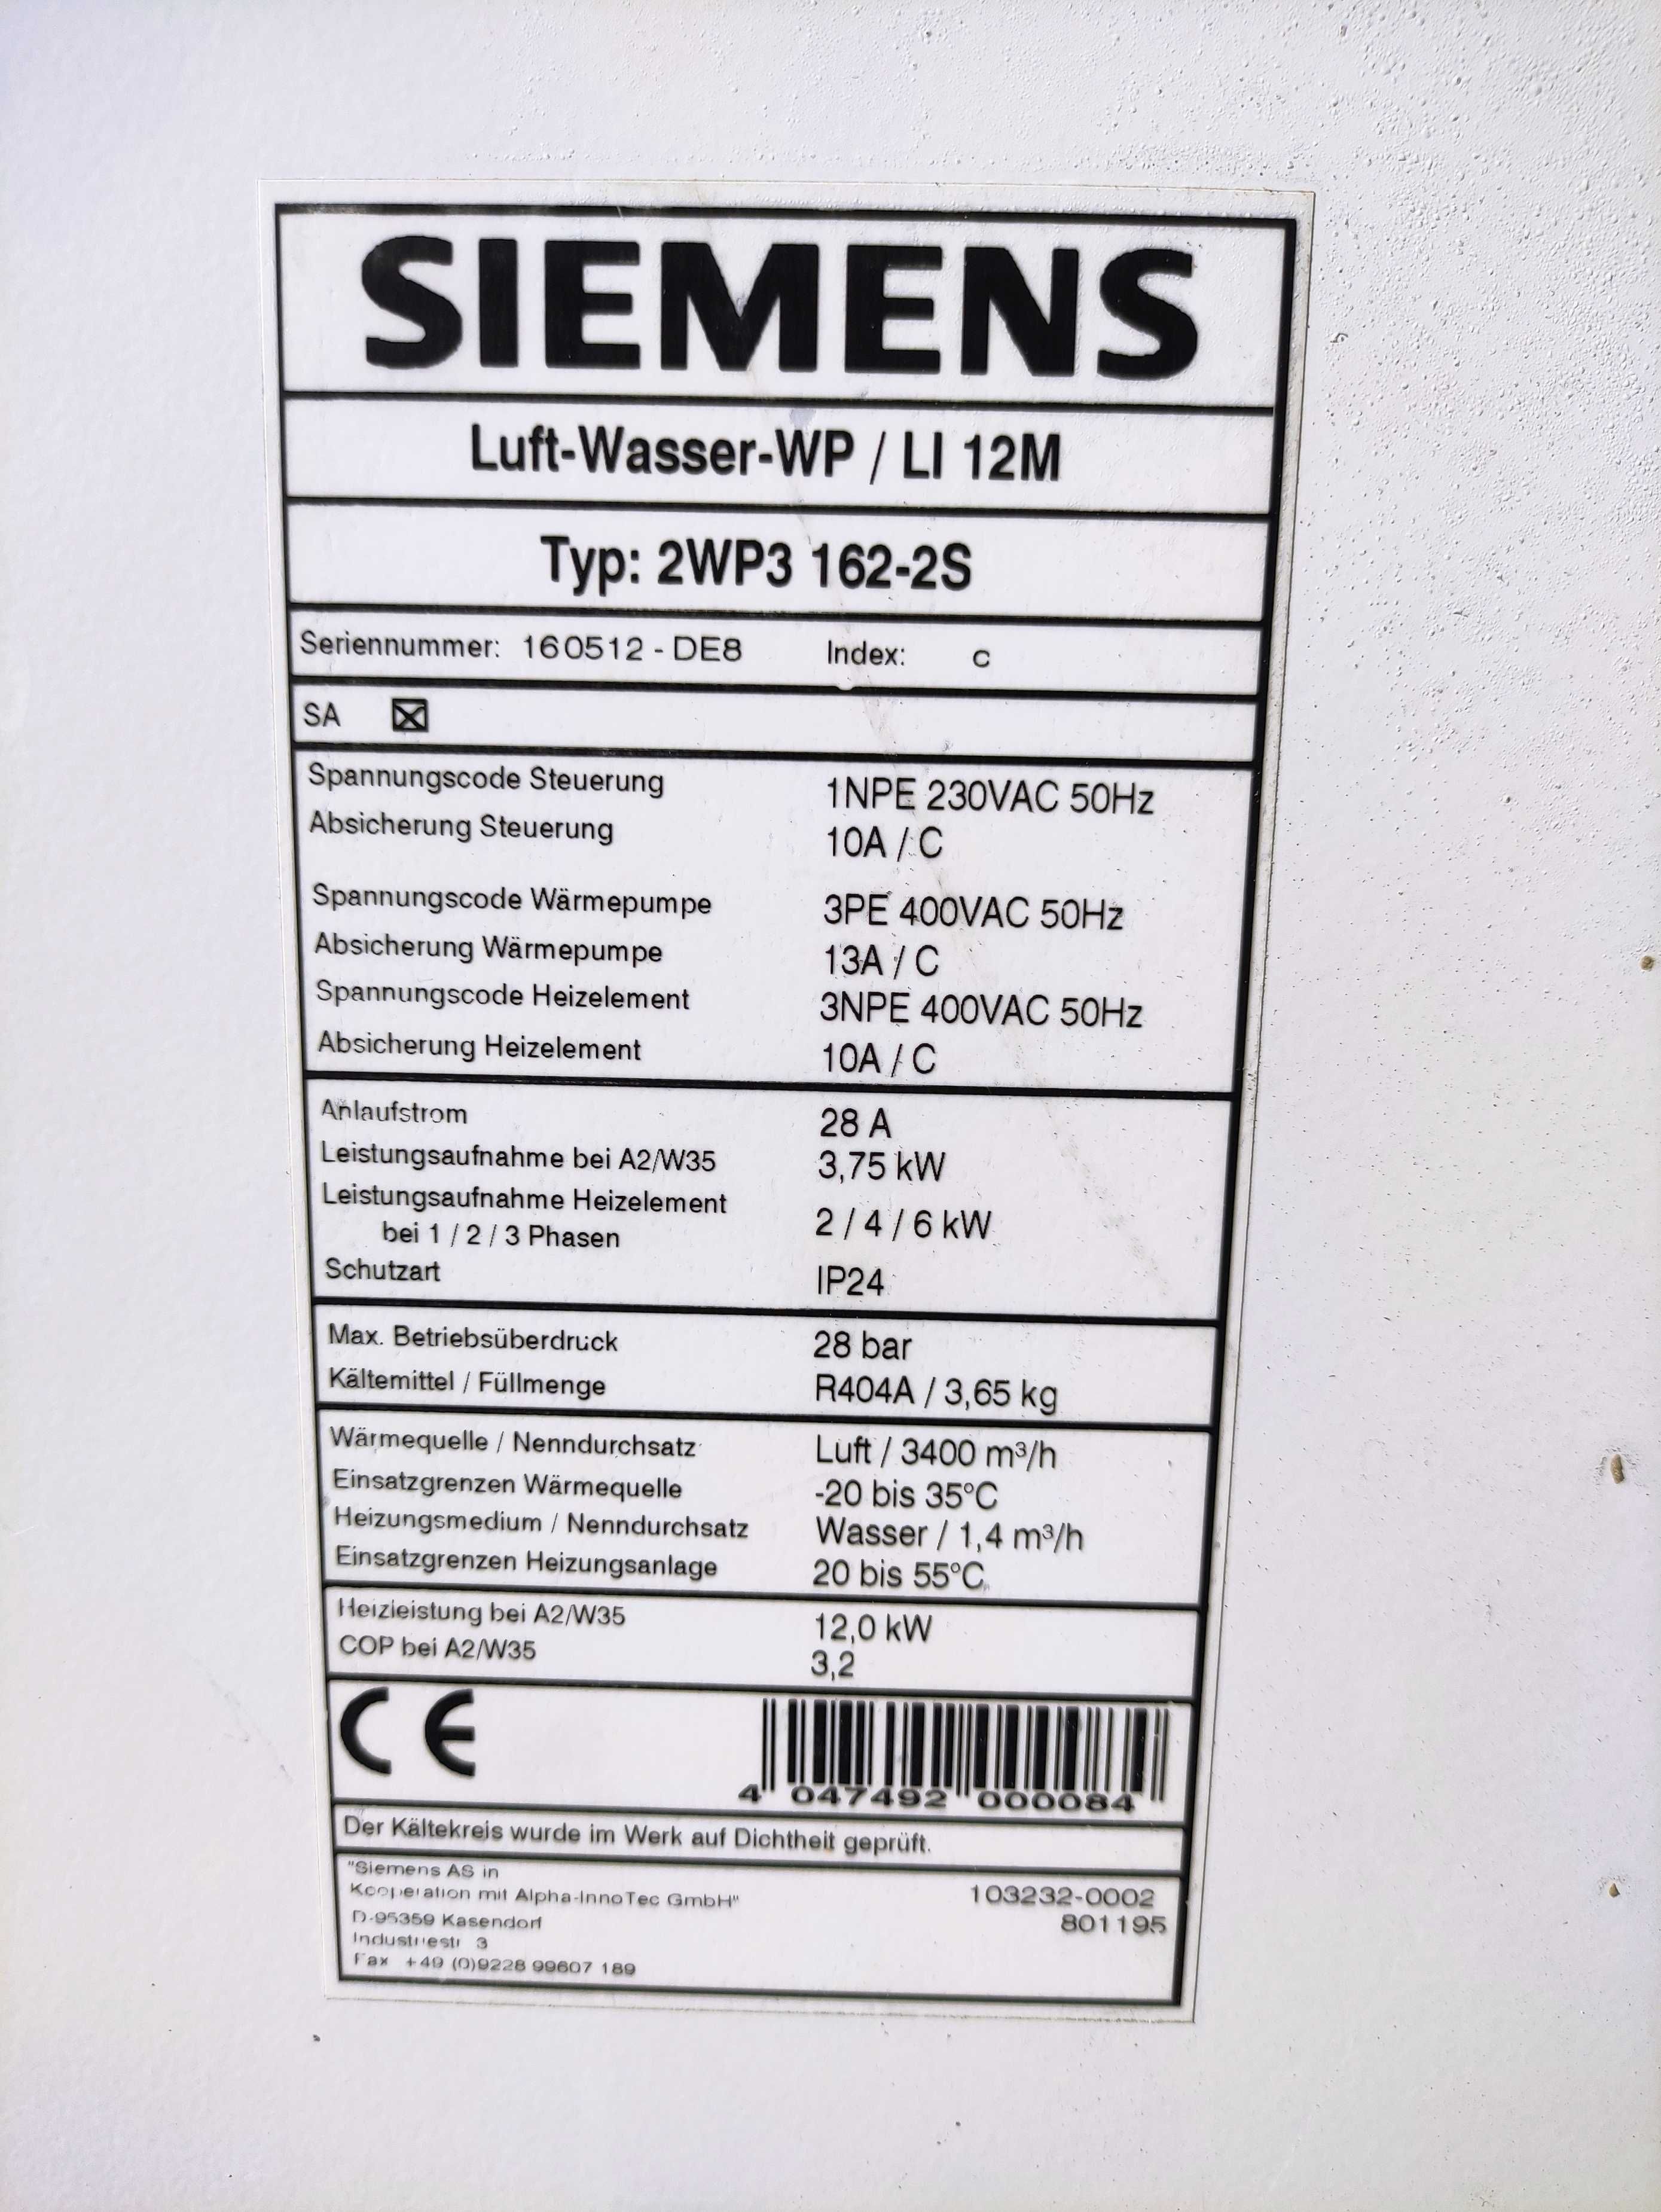 SIEMENS
Luft-Wasser-WP / LI 12M
Typ: 2WP3 162-2S
Seriennummer: 160512 - DE8 Index: c
SA
Spannungscode Steuerung 1NPE 230VAC 50Hz
Absicherung Steuerung 10A / C
Spannungscode Wärmepumpe 3PE 400VAC 50Hz
Absicherung Wärmepumpe 13A / C
Spannungscode Heizelement 3NPE 400VAC 50Hz
Absicherung Heizelement 10A / C
Anlaufstrom 28 A
Leistungsaufnahme bei A2/W35 3,75 kW
Leistungsaufnahme Heizelement
bei 1 / 2 / 3 Phasen 2 / 4 / 6 kW
Schutzart IP24
Max. Betriebsüberdruck 28 bar
Kältemittel / Füllmenge R404A / 3,65 kg
Wärmequelle / Nenndurchsatz Luft / 3400 m³/h
Einsatzgrenzen Wärmequelle -20 bis 35°C
Heizungsmedium / Nenndurchsatz Wasser / 1,4 m³/h
Einsatzgrenzen Heizungsanlage 20 bis 55°C
Heizleistung bei A2/W35 12,0 kW
COP bei A2/W35 3,2
CE
4 047492 000084
Der Kältekreis wurde im Werk auf Dichtheit geprüft.
"Siemens AS in
Kooperation mit Alpha-InnoTec GmbH" 103232-0002
D-95359 Kasendorf 801195
Industriestr 3
Fax +49 (0)9228 99607 189